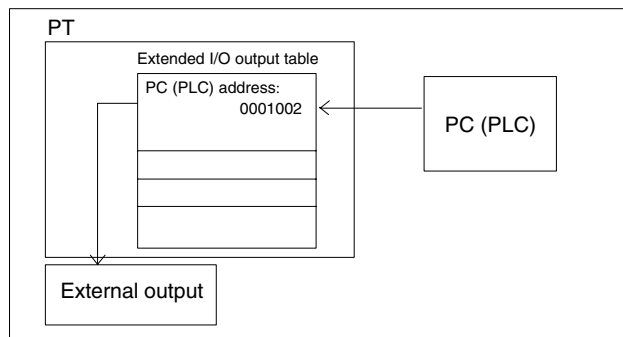 PT
Extended I/O output table
PC (PLC) address:
0001002
PC (PLC)
External output